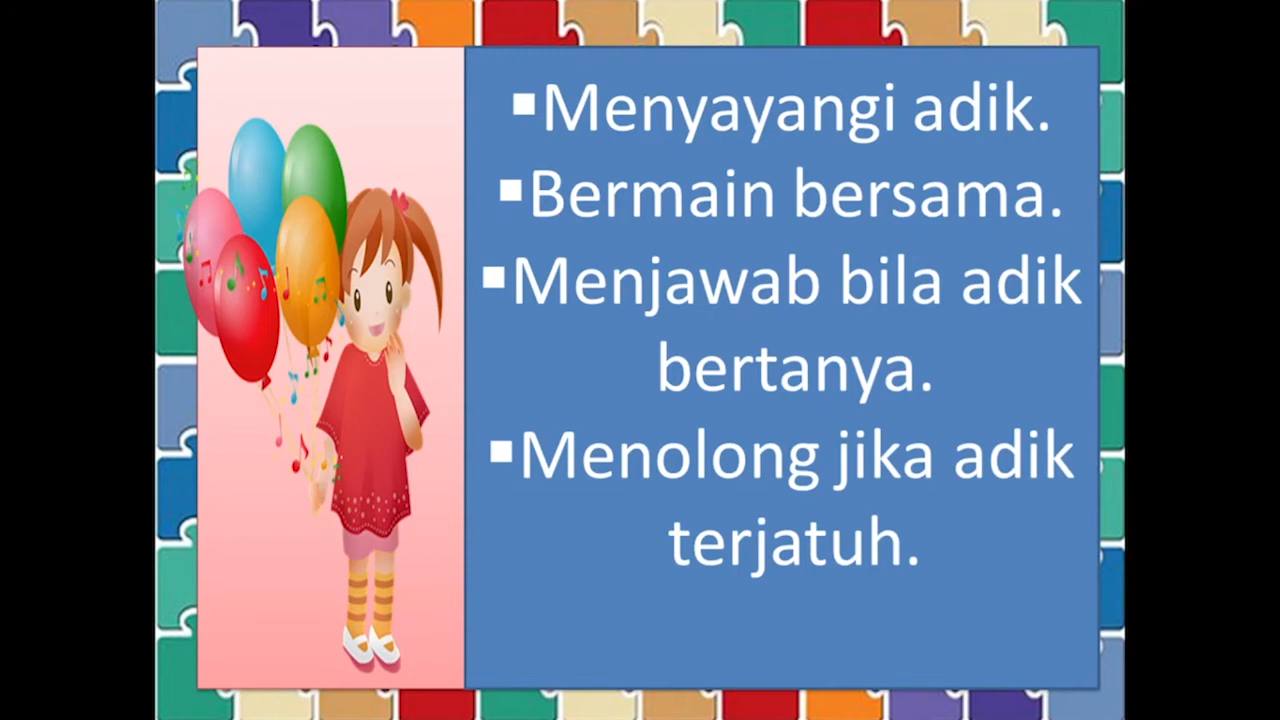 ▪Menyayangi adik.
▪Bermain bersama.
▪Menjawab bila adik
bertanya.
▪Menolong jika adik
terjatuh.